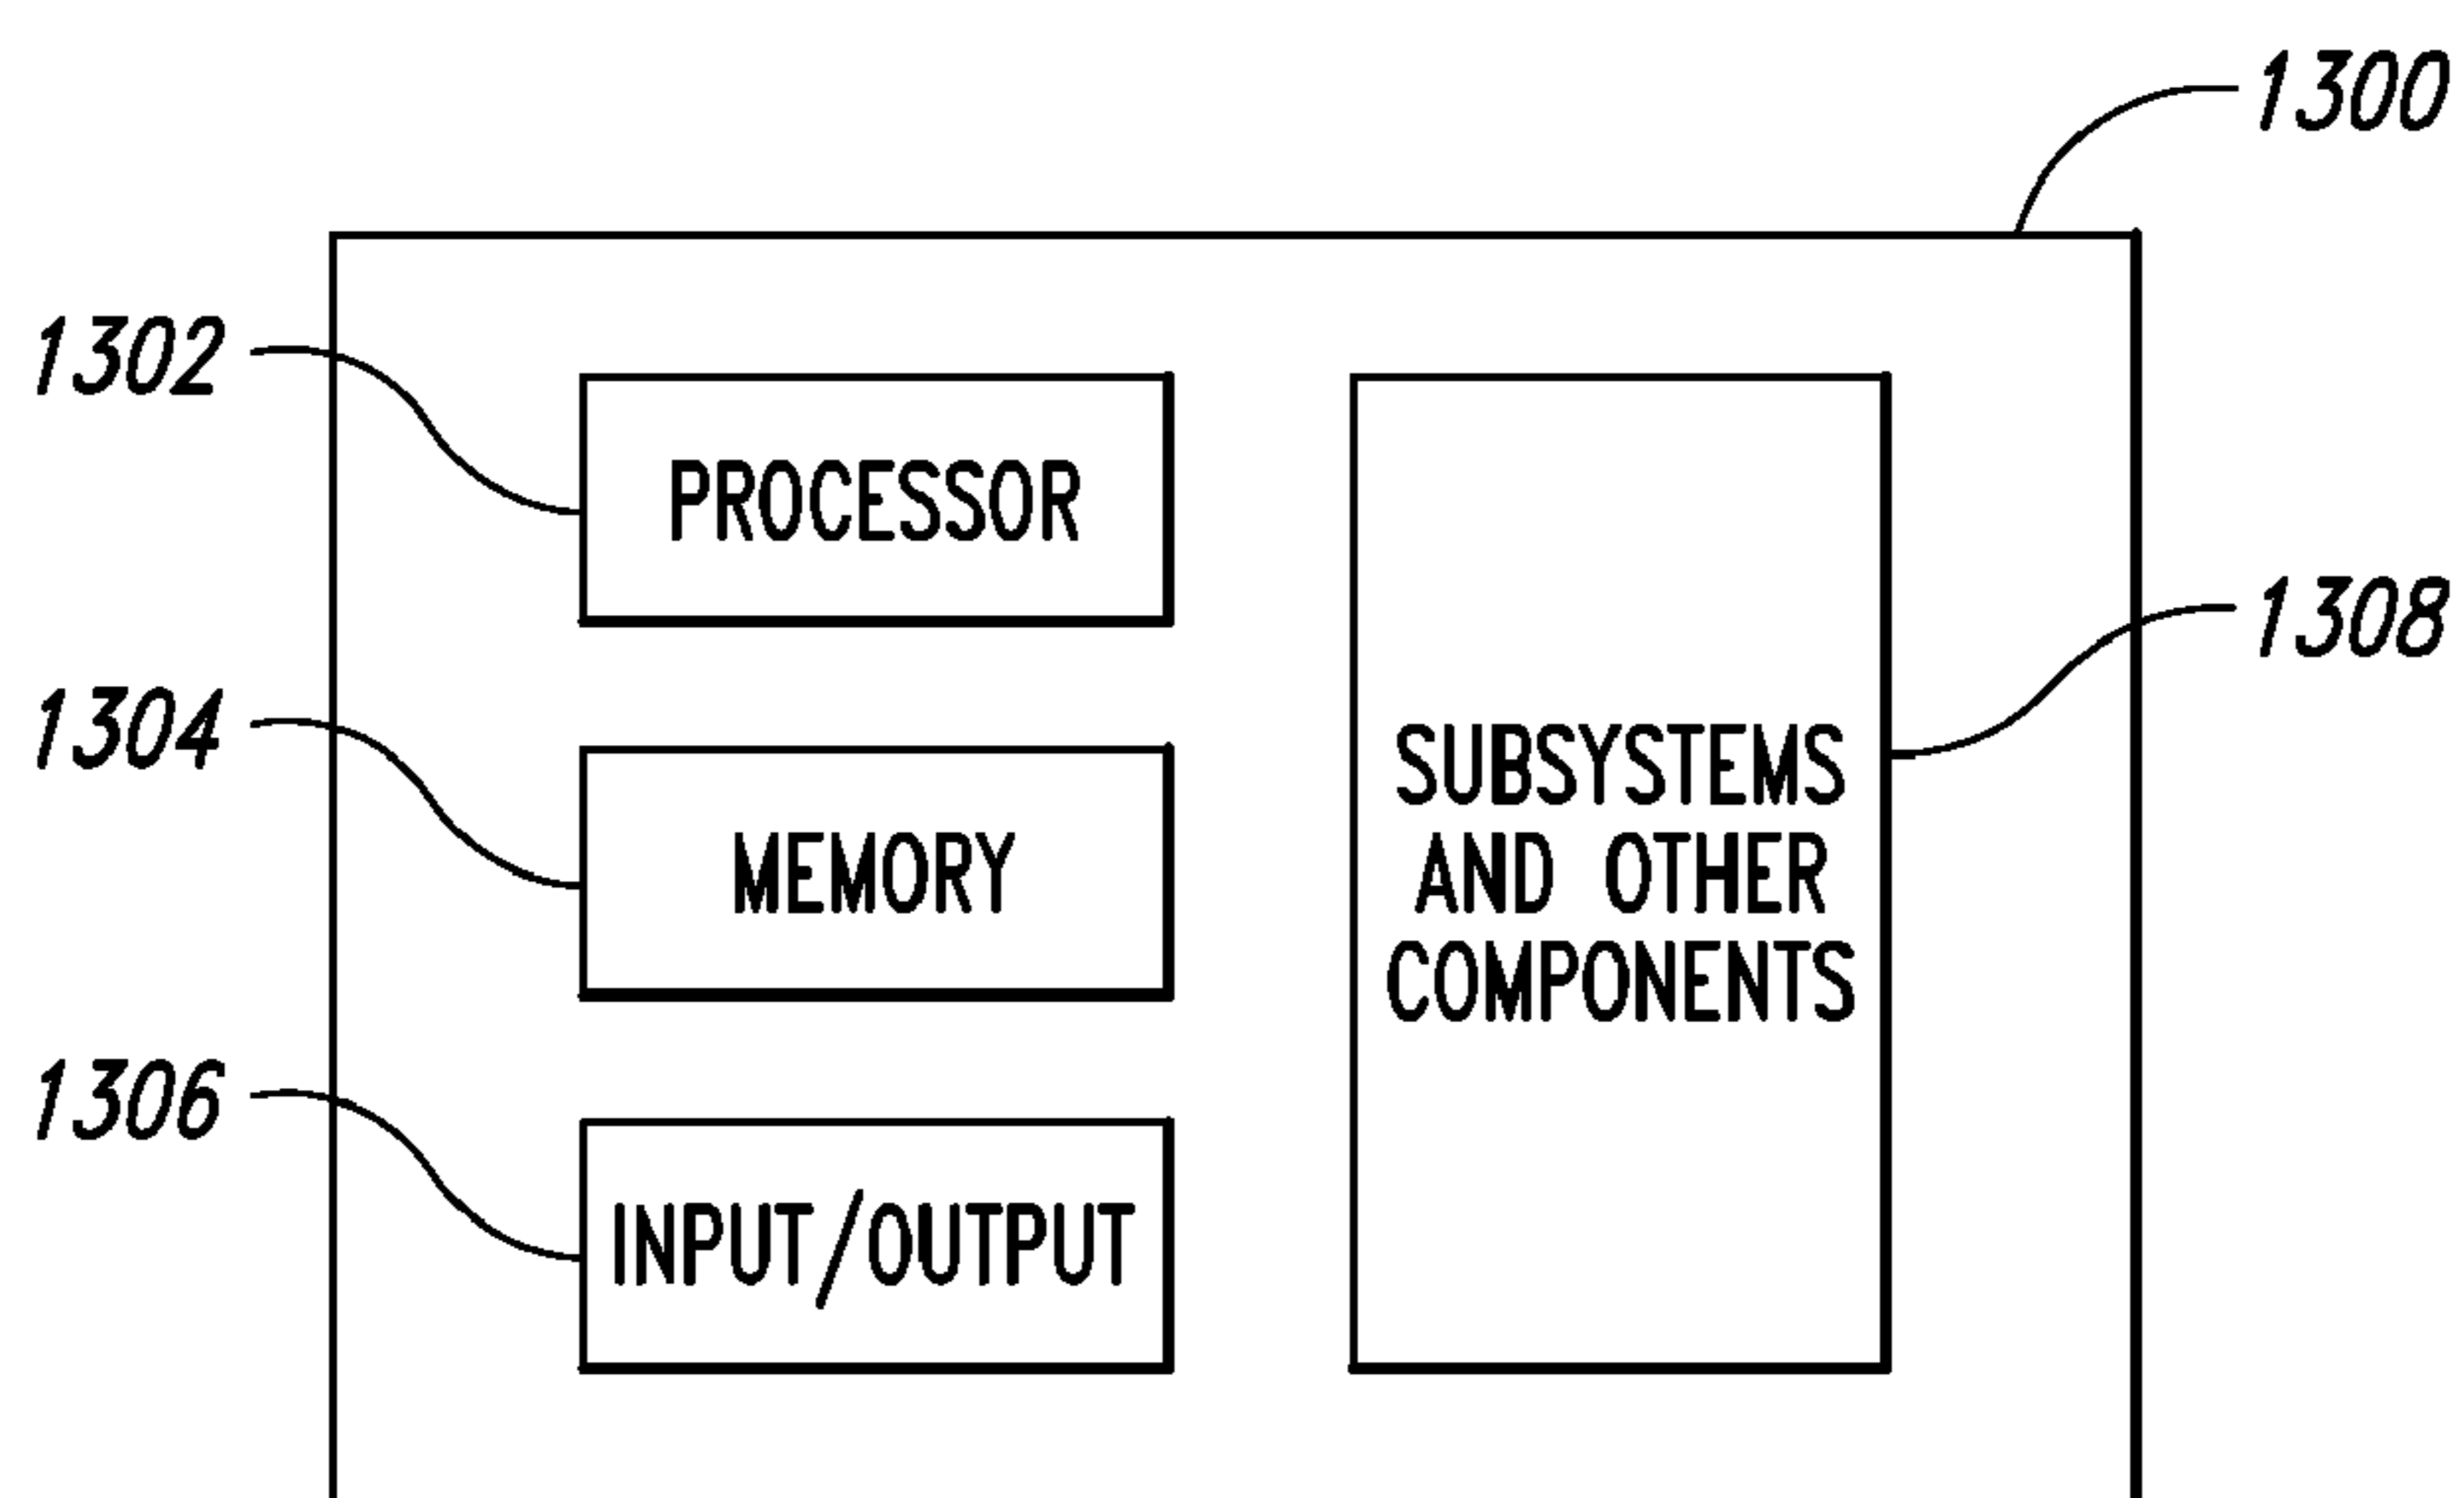 1300
1302
PROCESSOR
1308
1304
SUBSYSTEMS
AND OTHER
COMPONENTS
MEMORY
1306
INPUT/OUTPUT